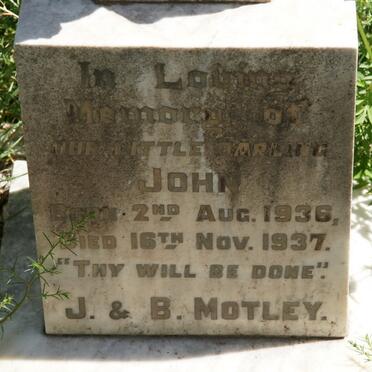 In Loving
Memory of
OUR LITTLE DARLING
JOHN
BORN 2ND AUG. 1936,
DIED 16TH NOV. 1937.
"THY WILL BE DONE".
J. & B. MOTLEY.